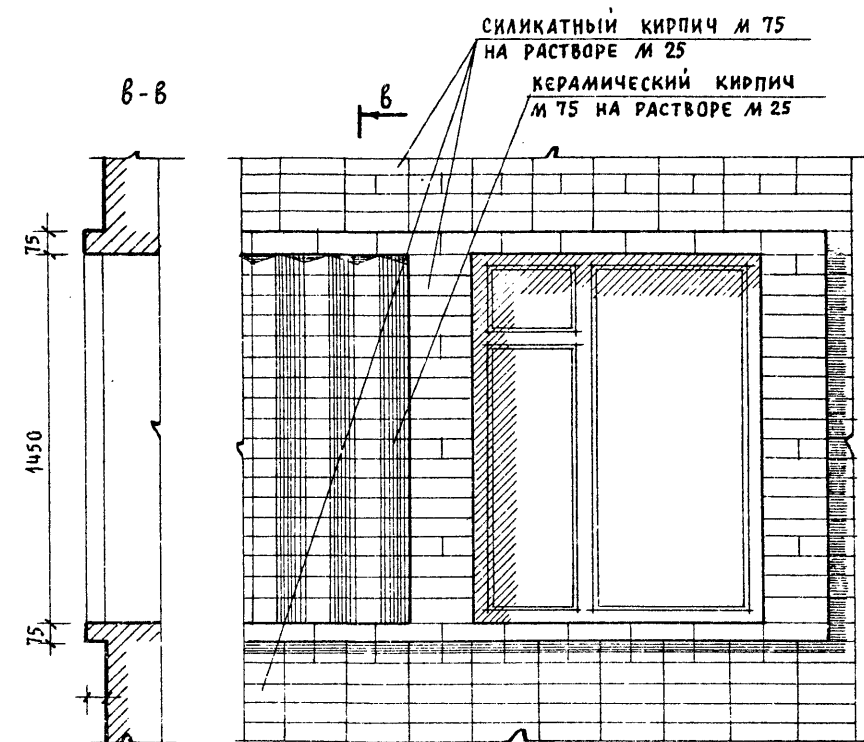 СИЛИКАТНЫЙ КИРПИЧ М 75
НА РАСТВОРЕ М 25
КЕРАМИЧЕСКИЙ КИРПИЧ
М 75 НА РАСТВОРЕ М 25
в-в
в
75
1450
75